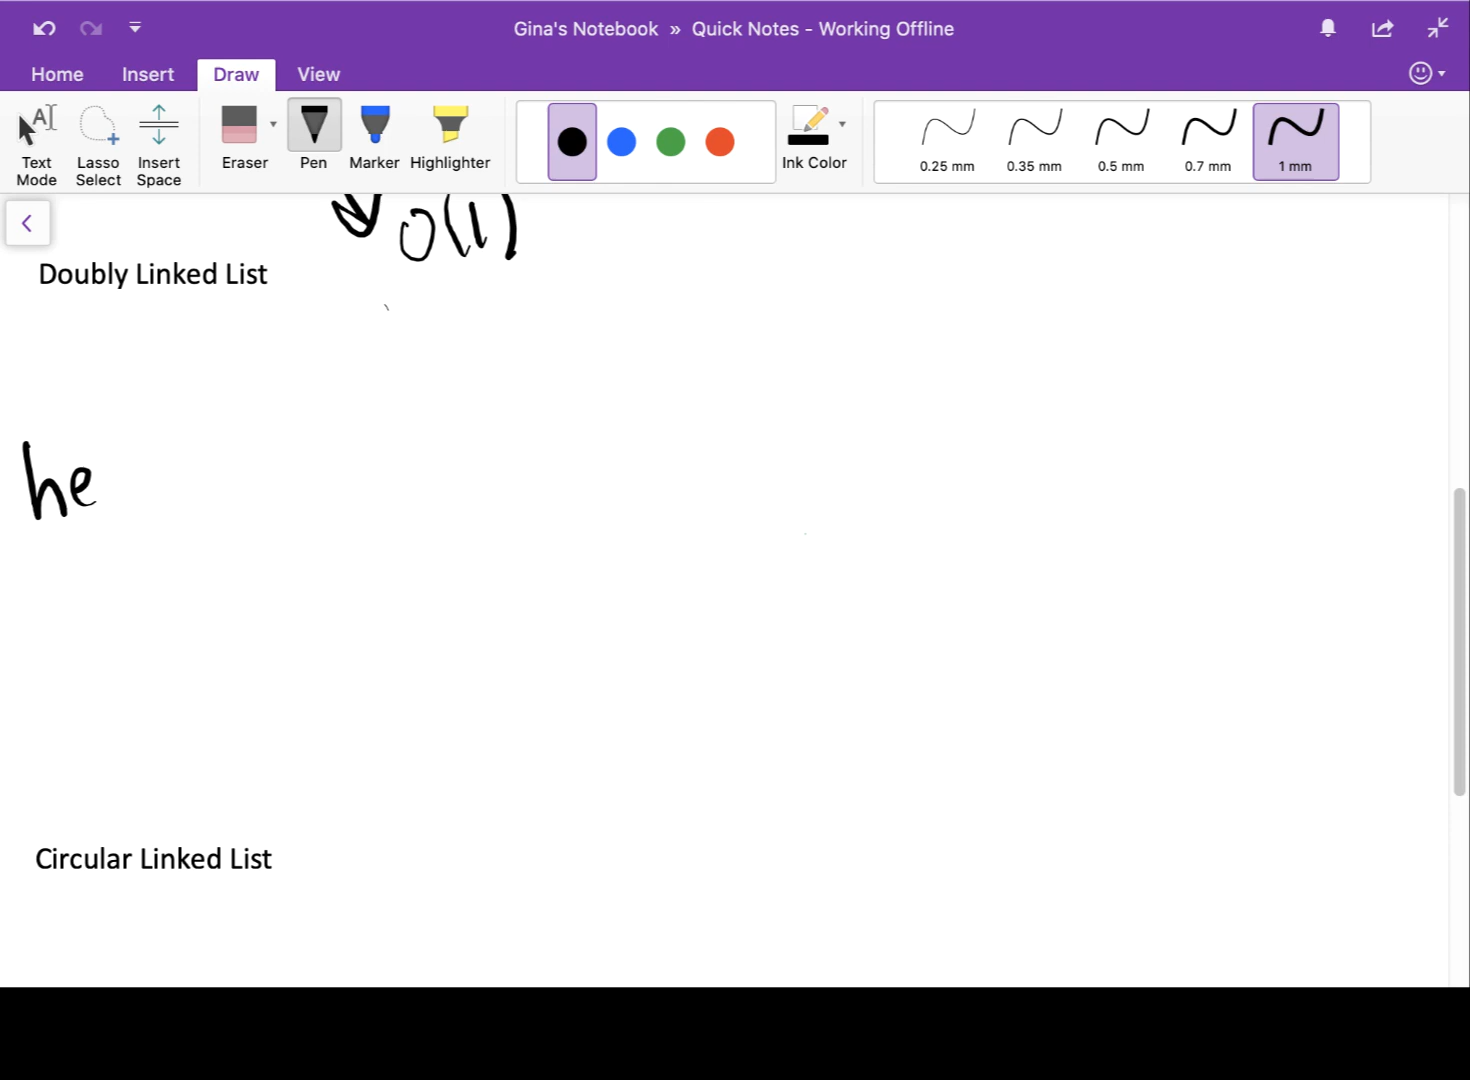 Gina's Notebook » Quick Notes - Working Offline
Home Insert Draw View
Text Mode
Lasso Select
Insert Space
Eraser
Pen
Marker
Highlighter
Ink Color
0.25 mm
0.35 mm
0.5 mm
0.7 mm
1 mm
O(1)
Doubly Linked List
he
Circular Linked List